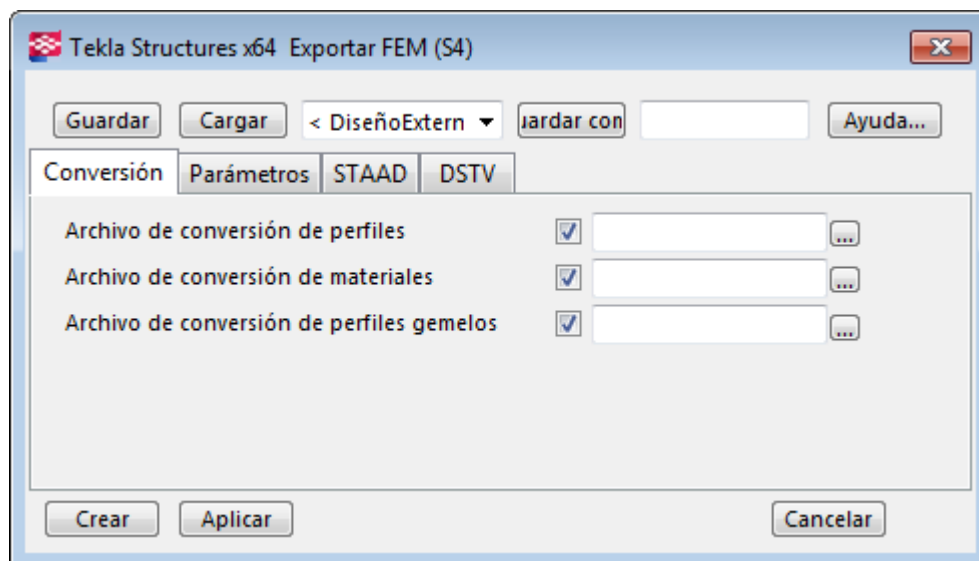 Tekla Structures x64 Exportar FEM (S4)
Guardar Cargar < DiseñoExtern uardar con Ayuda...
Conversión Parámetros STAAD DSTV
Archivo de conversión de perfiles ...
Archivo de conversión de materiales ...
Archivo de conversión de perfiles gemelos ...
Crear Aplicar Cancelar